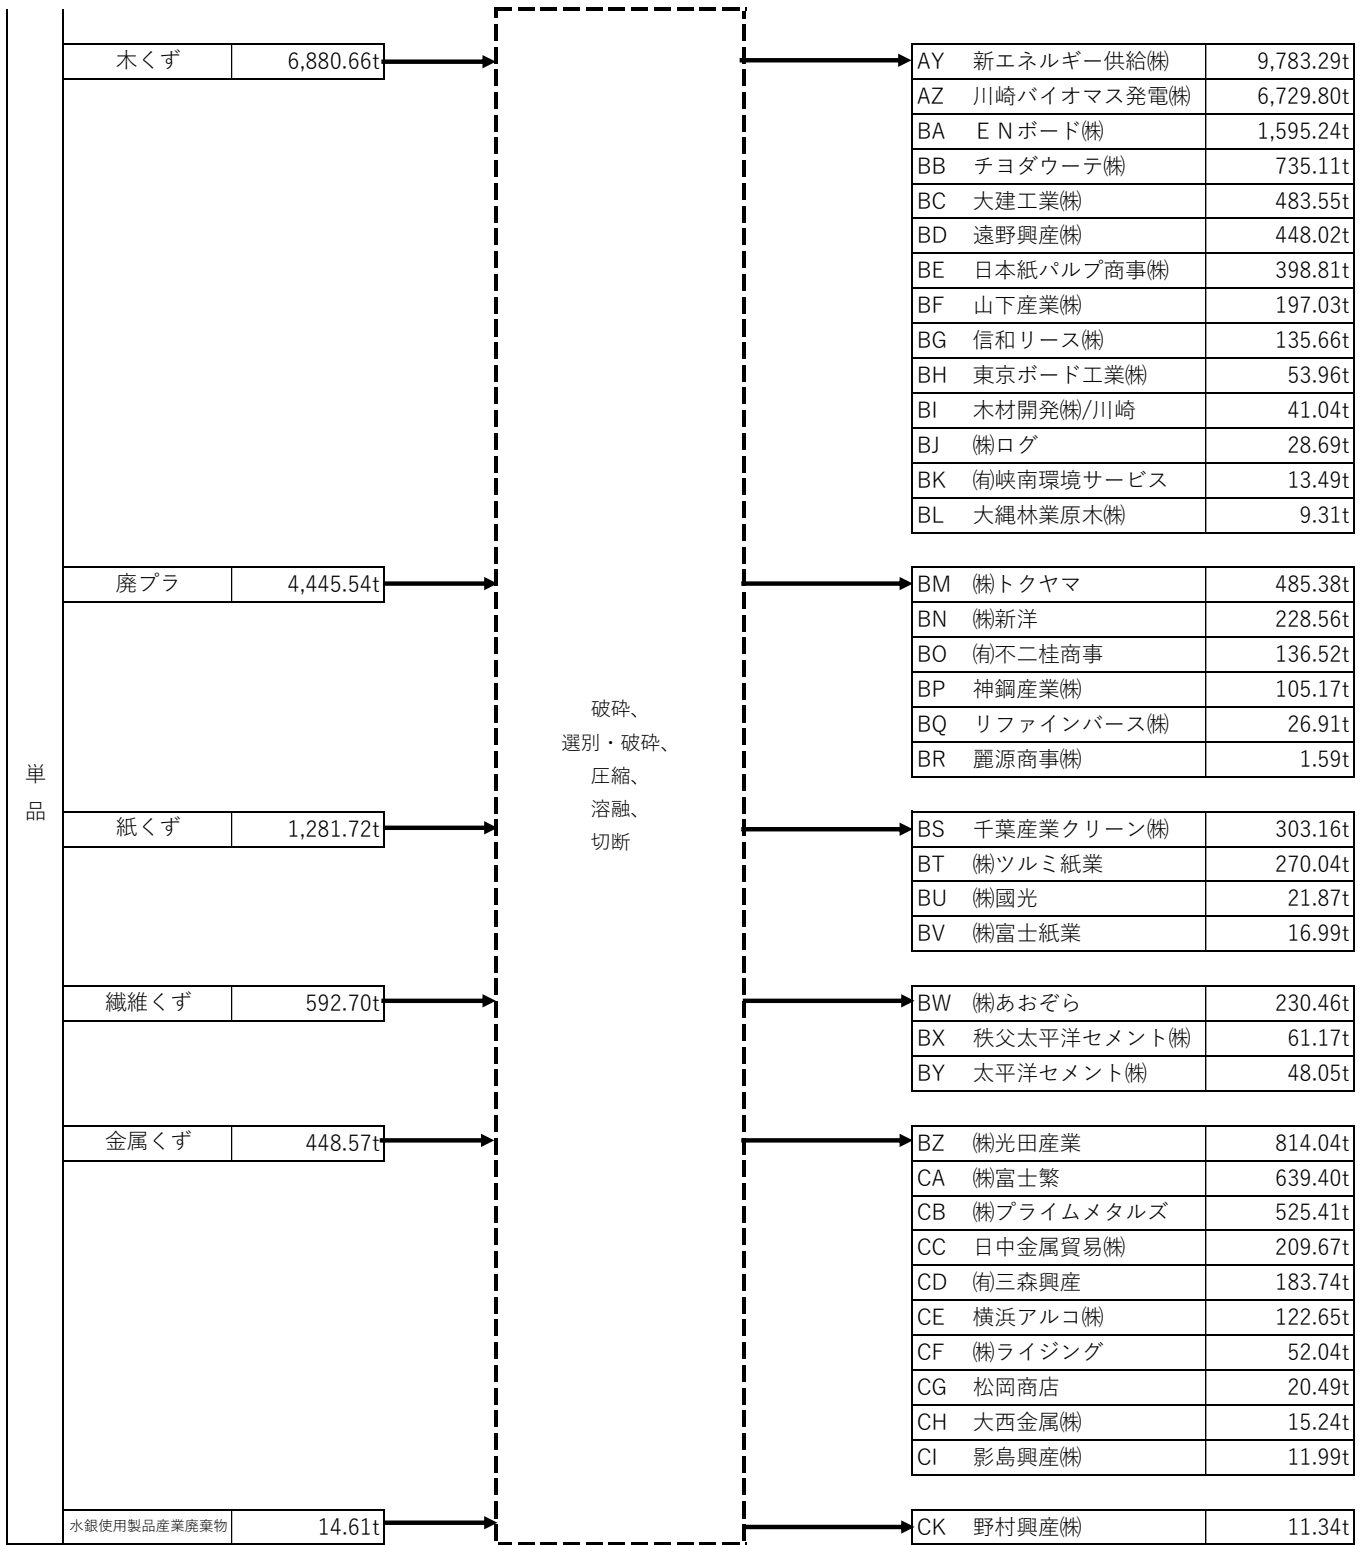 単
品
木くず 6,880.66t
廃プラ 4,445.54t
紙くず 1,281.72t
繊維くず 592.70t
金属くず 448.57t
水銀使用製品産業廃棄物 14.61t
破砕、
選別・破砕、
圧縮、
溶融、
切断
AY 新エネルギー供給㈱ 9,783.29t
AZ 川崎バイオマス発電㈱ 6,729.80t
BA ＥＮボード㈱ 1,595.24t
BB チヨダウーテ㈱ 735.11t
BC 大建工業㈱ 483.55t
BD 遠野興産㈱ 448.02t
BE 日本紙パルプ商事㈱ 398.81t
BF 山下産業㈱ 197.03t
BG 信和リース㈱ 135.66t
BH 東京ボード工業㈱ 53.96t
BI 木材開発㈱/川崎 41.04t
BJ ㈱ログ 28.69t
BK ㈲峡南環境サービス 13.49t
BL 大縄林業原木㈱ 9.31t
BM ㈱トクヤマ 485.38t
BN ㈱新洋 228.56t
BO ㈲不二桂商事 136.52t
BP 神鋼産業㈱ 105.17t
BQ リファインバース㈱ 26.91t
BR 麗源商事㈱ 1.59t
BS 千葉産業クリーン㈱ 303.16t
BT ㈱ツルミ紙業 270.04t
BU ㈱國光 21.87t
BV ㈱富士紙業 16.99t
BW ㈱あおぞら 230.46t
BX 秩父太平洋セメント㈱ 61.17t
BY 太平洋セメント㈱ 48.05t
BZ ㈱光田産業 814.04t
CA ㈱富士繁 639.40t
CB ㈱プライムメタルズ 525.41t
CC 日中金属貿易㈱ 209.67t
CD ㈲三森興産 183.74t
CE 横浜アルコ㈱ 122.65t
CF ㈱ライジング 52.04t
CG 松岡商店 20.49t
CH 大西金属㈱ 15.24t
CI 影島興産㈱ 11.99t
CK 野村興産㈱ 11.34t